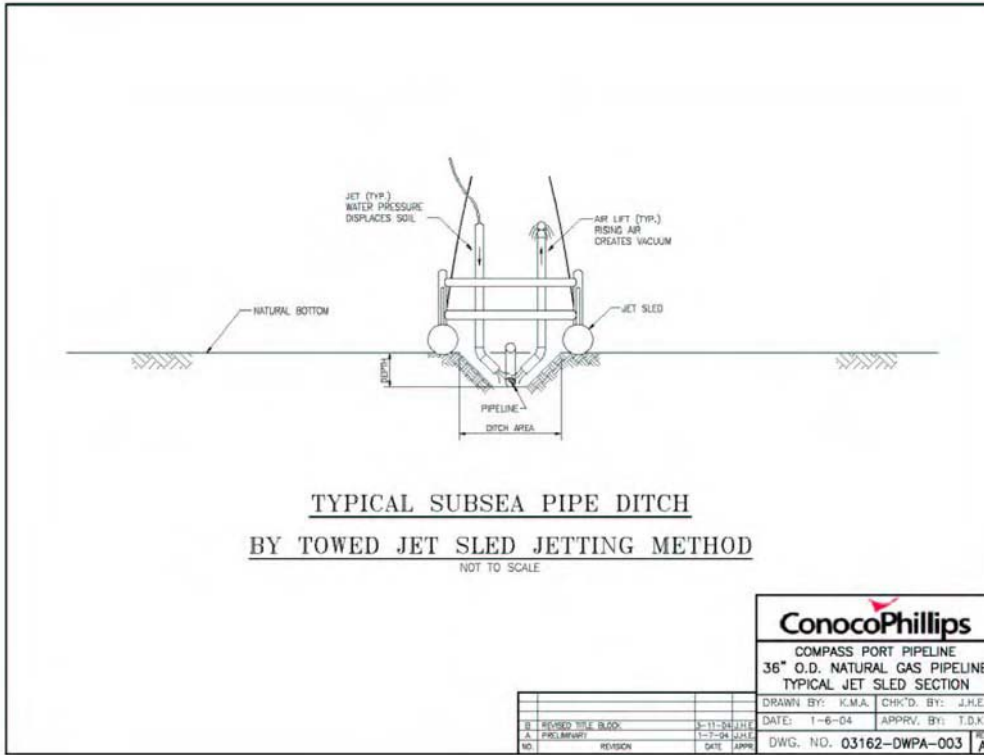 JET (TYP.)
WATER PRESSURE
DISPLACES SOIL
AIR LIFT (TYP.)
RISING AIR
CREATES VACUUM
NATURAL BOTTOM
JET SLED
DEPTH
PIPELINE
DITCH AREA
TYPICAL SUBSEA PIPE DITCH
BY TOWED JET SLED JETTING METHOD
NOT TO SCALE
ConocoPhillips
COMPASS PORT PIPELINE
36" O.D. NATURAL GAS PIPELINE
TYPICAL JET SLED SECTION
DRAWN BY: K.M.A. CHK'D. BY: J.H.E.
DATE: 1-6-04 APPRV. BY: T.D.K
DWG. NO. 03162-DWPA-003
B REVISED TITLE BLOCK 3-11-04 J.H.E.
A PRELIMINARY 1-7-04 J.H.E.
NO. REVISION DATE APPR.